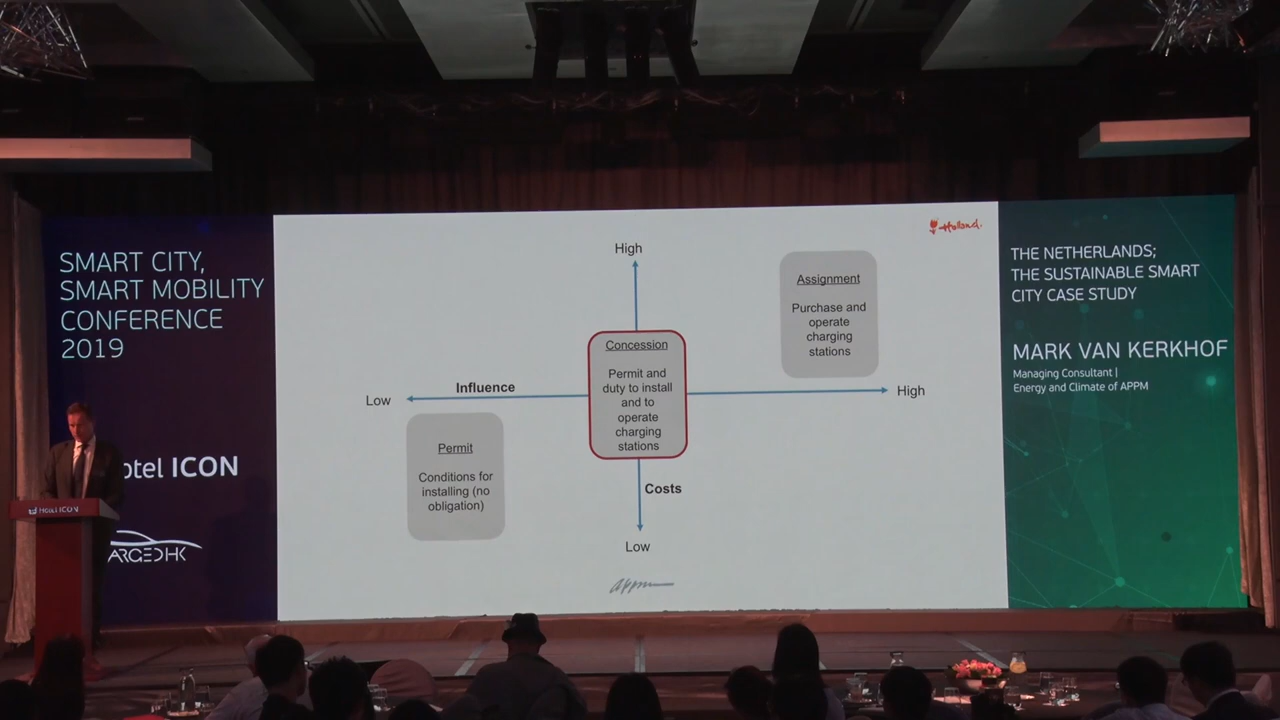 SMART CITY,
SMART MOBILITY
CONFERENCE
2019
otel ICON
ARGEDHK
Hotel ICON
Holland.
High
Assignment
Purchase and
operate
charging
stations
Concession
Permit and
duty to install
and to
operate
charging
stations
Influence
Low
High
Permit
Conditions for
installing (no
obligation)
Costs
Low
appm
THE NETHERLANDS;
THE SUSTAINABLE SMART
CITY CASE STUDY
MARK VAN KERKHOF
Managing Consultant |
Energy and Climate of APPM